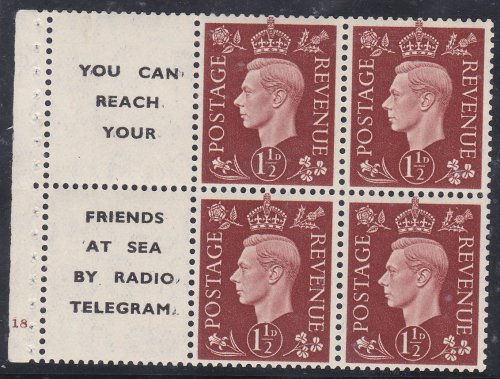 YOU CAN
REACH
YOUR
POSTAGE REVENUE
1½D
POSTAGE REVENUE
1½D
FRIENDS
AT SEA
BY RADIO
TELEGRAM.
POSTAGE REVENUE
1½D
POSTAGE REVENUE
1½D
18